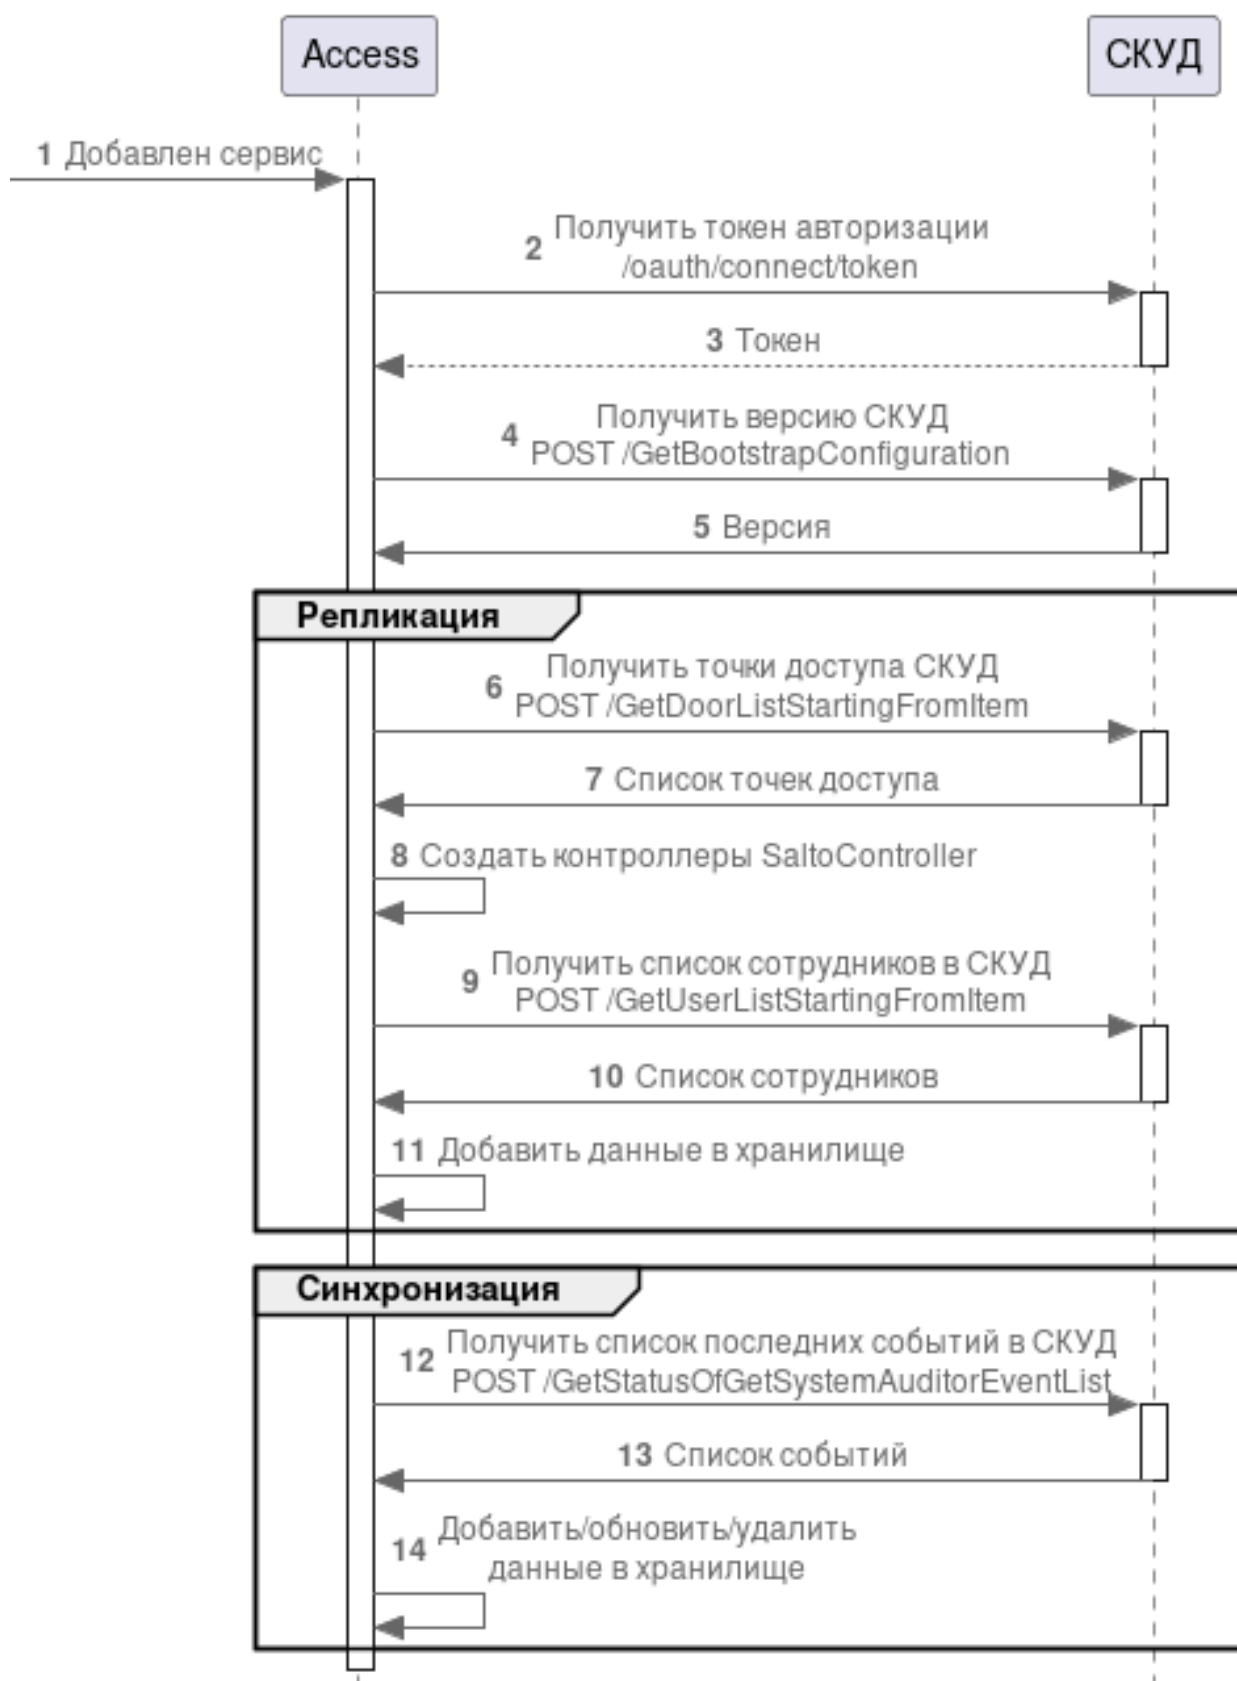 Access
СКУД
1 Добавлен сервис
2 Получить токен авторизации
/oauth/connect/token
3 Токен
4 Получить версию СКУД
POST /GetBootstrapConfiguration
5 Версия
Репликация
6 Получить точки доступа СКУД
POST /GetDoorListStartingFromItem
7 Список точек доступа
8 Создать контроллеры SaltoController
9 Получить список сотрудников в СКУД
POST /GetUserListStartingFromItem
10 Список сотрудников
11 Добавить данные в хранилище
Синхронизация
12 Получить список последних событий в СКУД
POST /GetStatusOfGetSystemAuditorEventList
13 Список событий
14 Добавить/обновить/удалить
данные в хранилище